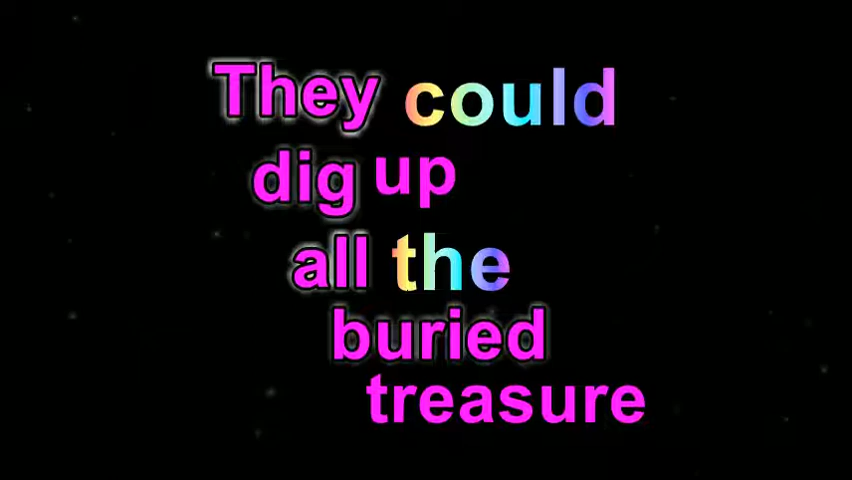 They could
dig up
all the
buried
treasure